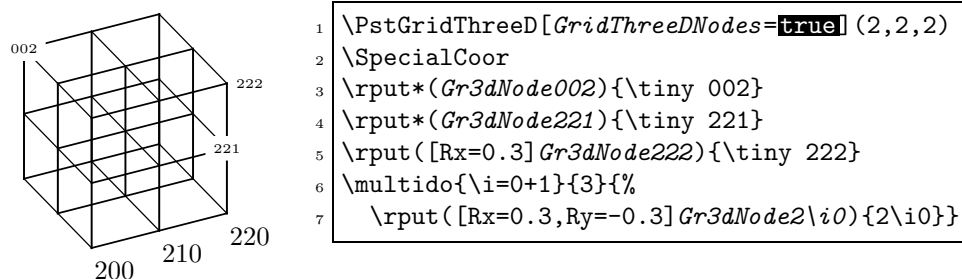 002
222
221
220
210
200
1 \PstGridThreeD[GridThreeDNodes=true](2,2,2)
2 \SpecialCoor
3 \rput*(Gr3dNode002){\tiny 002}
4 \rput*(Gr3dNode221){\tiny 221}
5 \rput([Rx=0.3]Gr3dNode222){\tiny 222}
6 \multido{\i=0+1}{3}{%
7 \rput([Rx=0.3,Ry=-0.3]Gr3dNode2\i0){2\i0}}